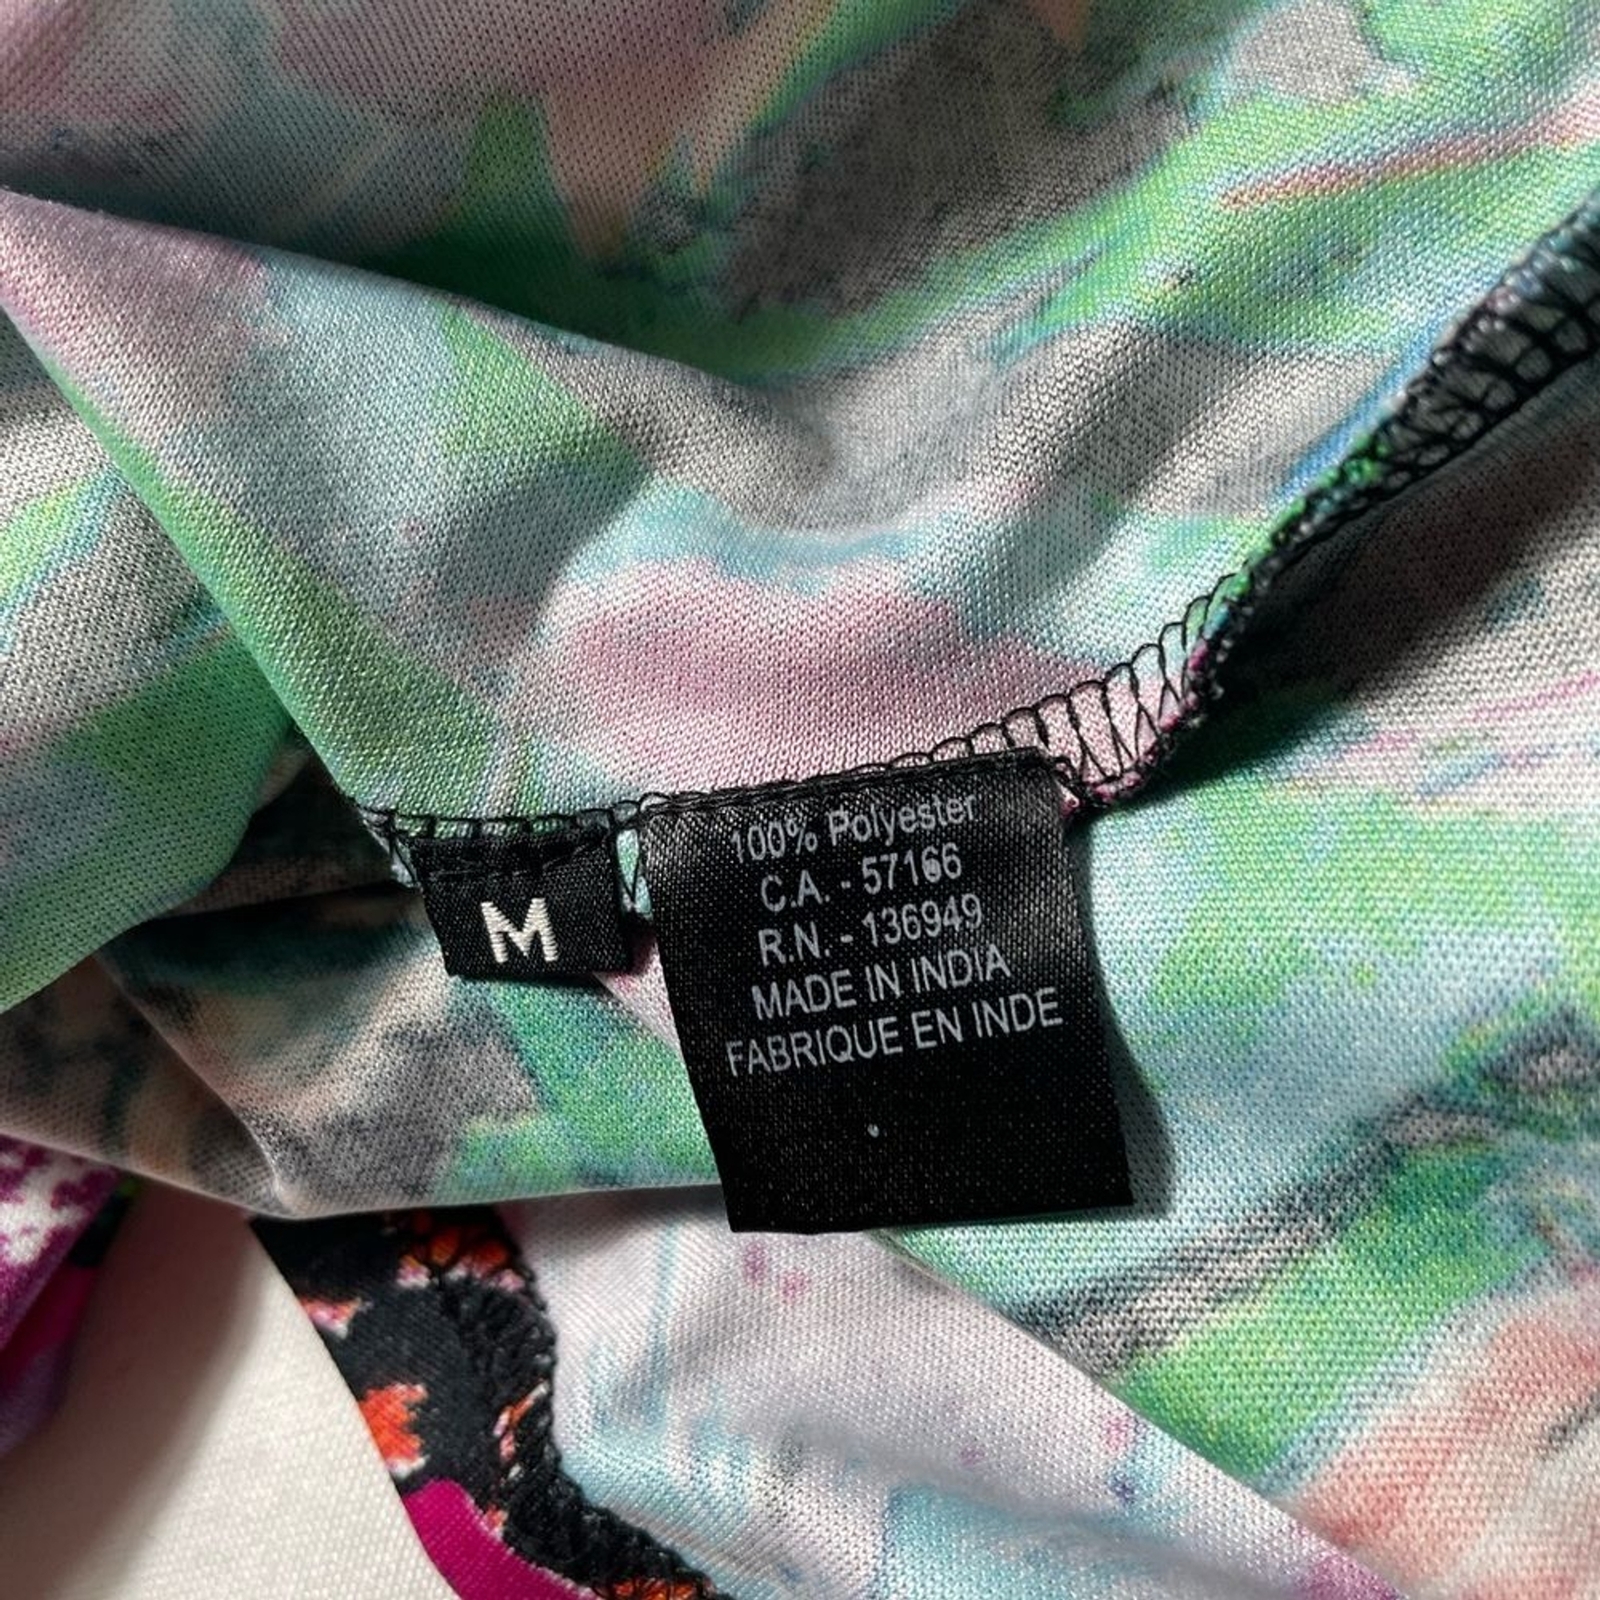 M
100% Polyester
C.A. - 57166
R.N. - 136949
MADE IN INDIA
FABRIQUE EN INDE